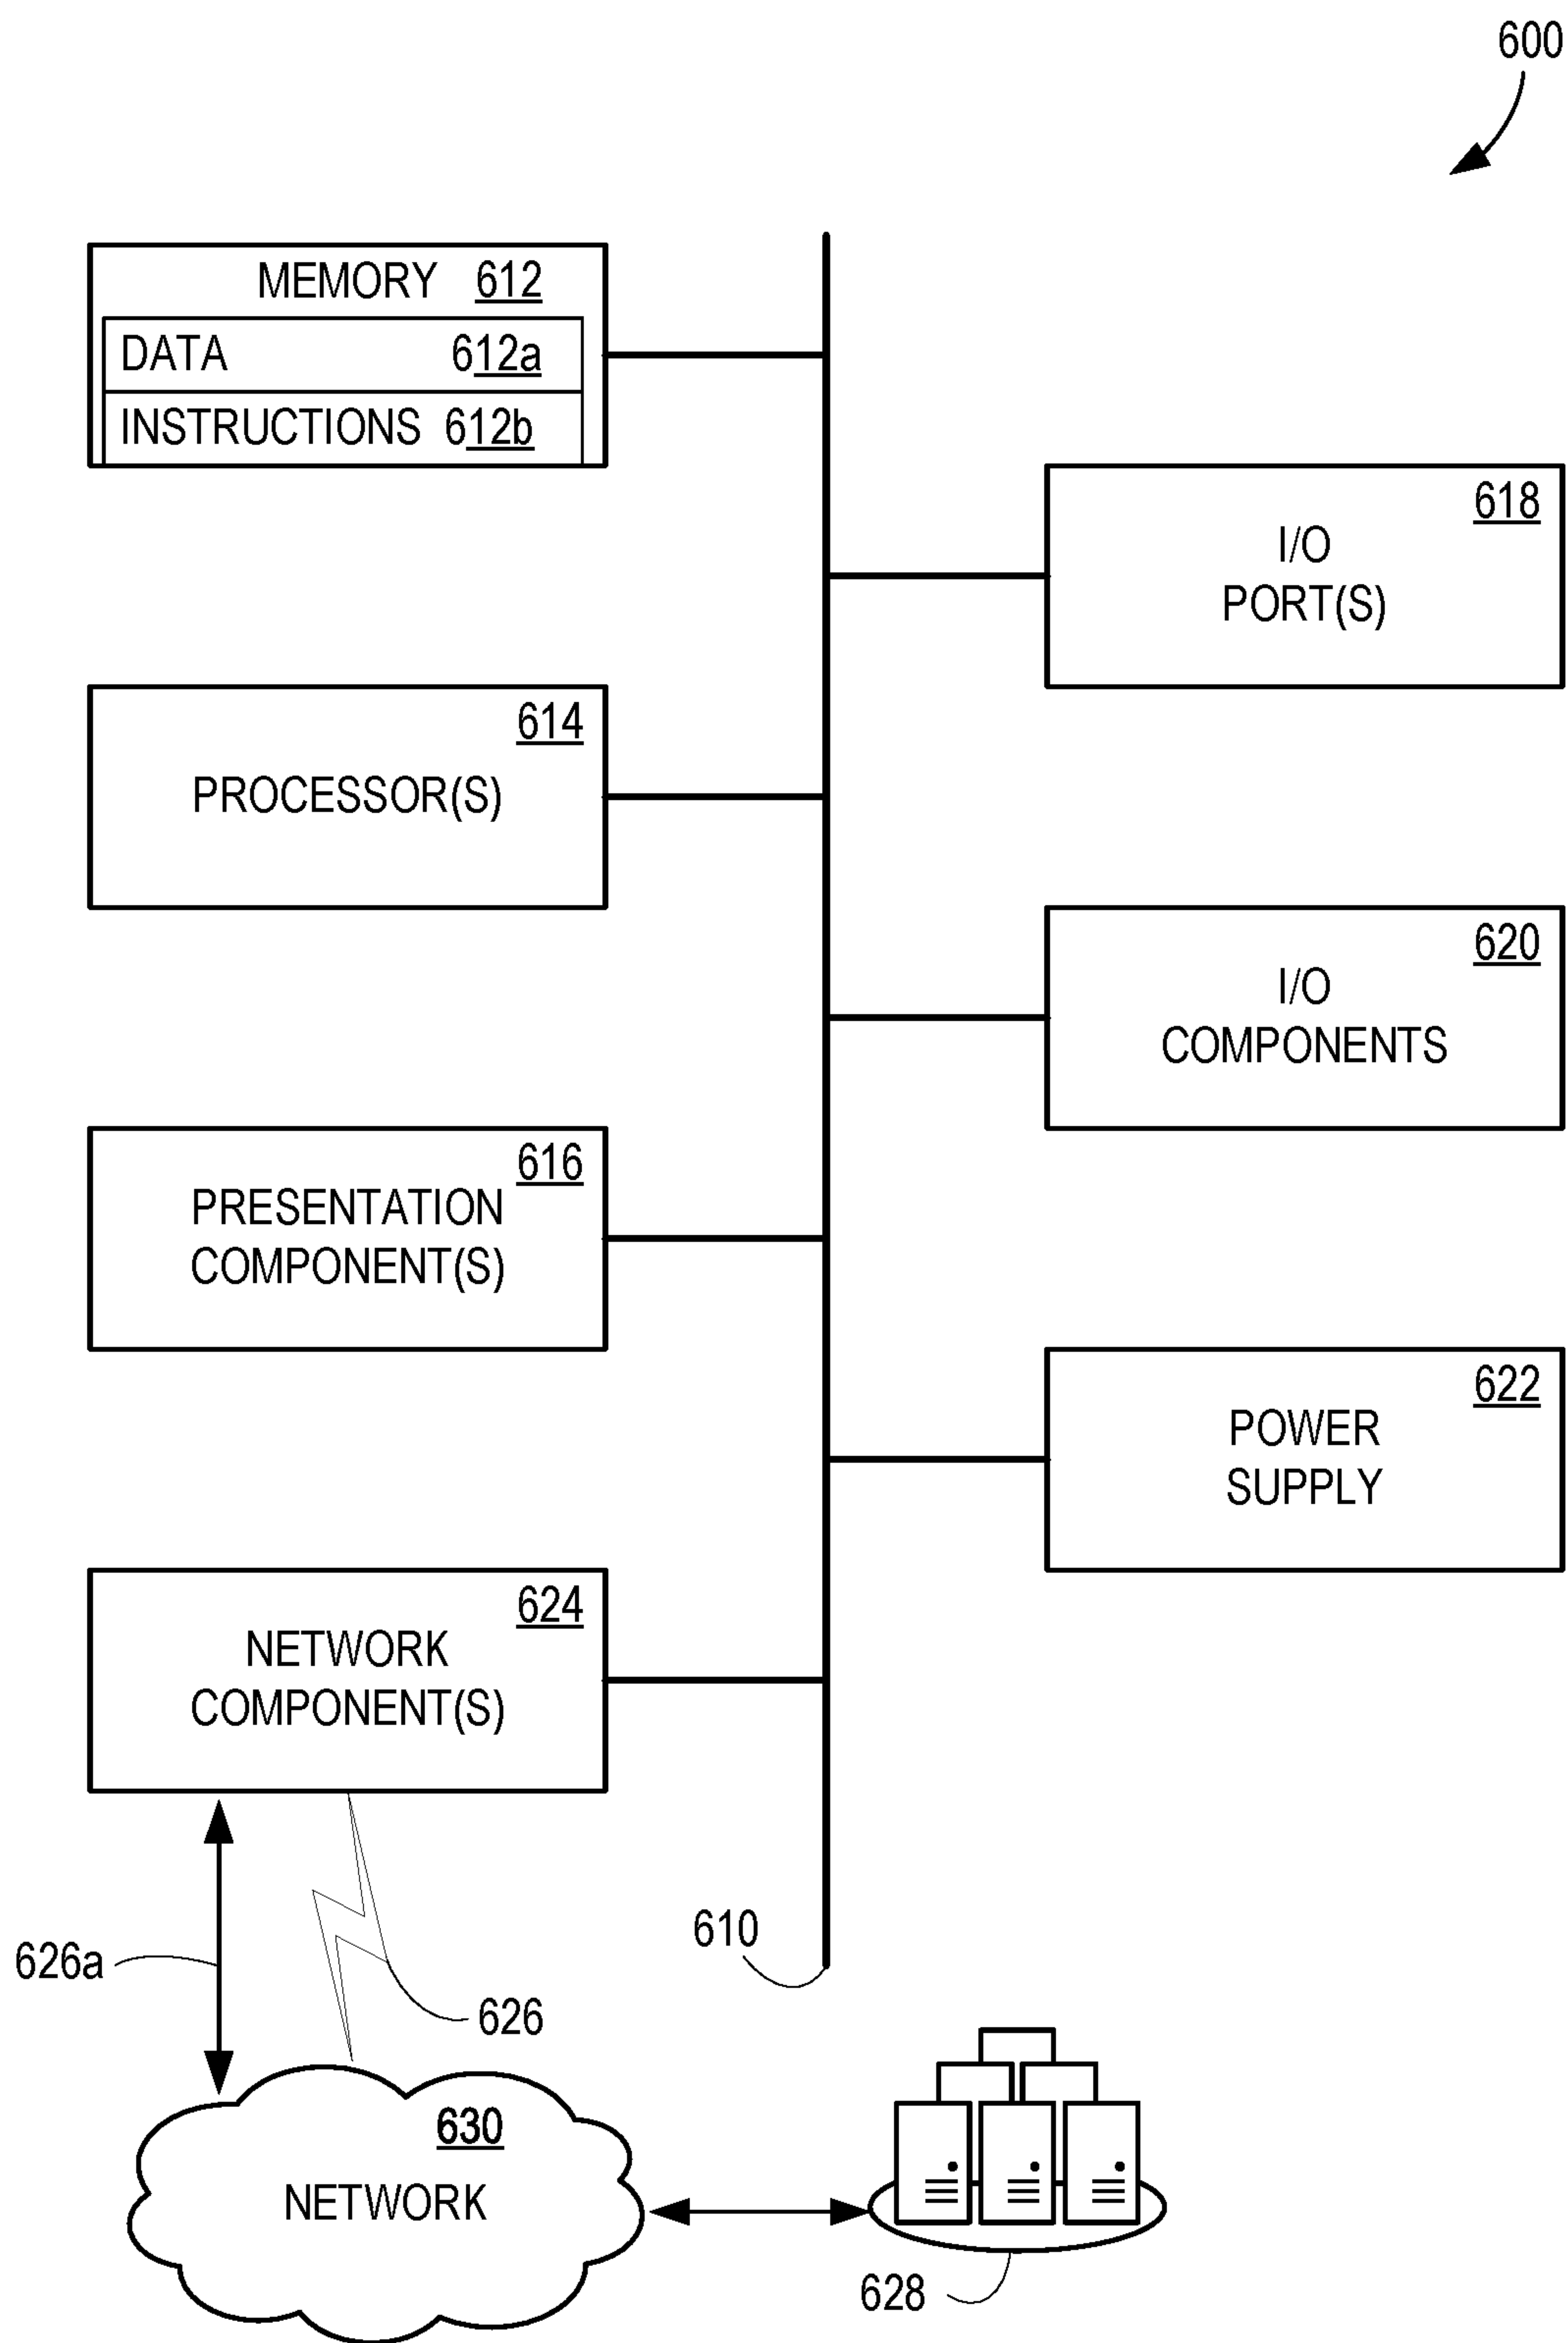 600
MEMORY 612
DATA 612a
INSTRUCTIONS 612b
618
I/O
PORT(S)
614
PROCESSOR(S)
620
I/O
COMPONENTS
616
PRESENTATION
COMPONENT(S)
622
POWER
SUPPLY
624
NETWORK
COMPONENT(S)
610
626a
626
630
NETWORK
628